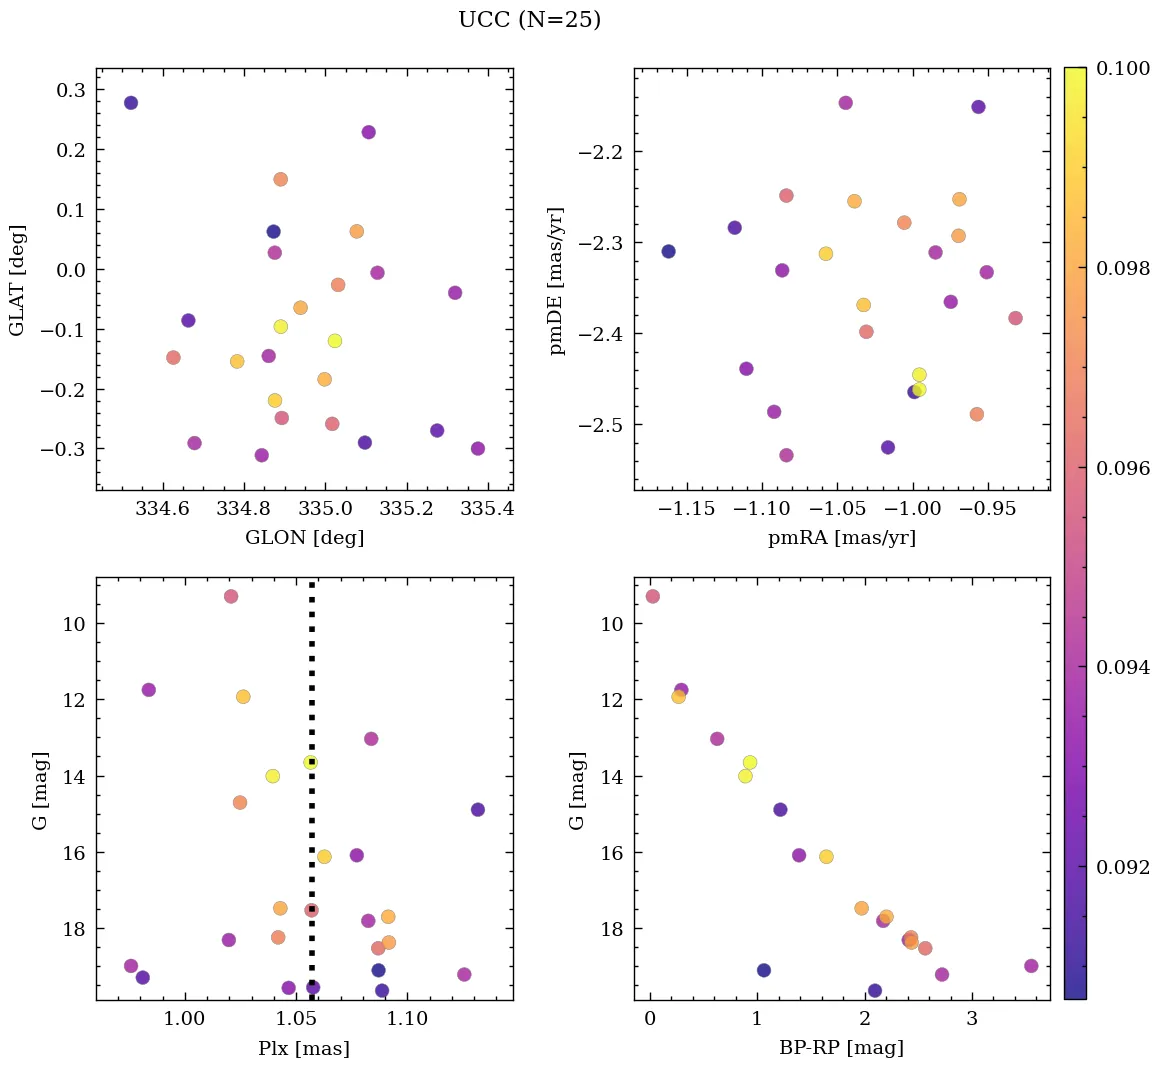 UCC (N=25)
0.3
0.2
0.1
0.0
−0.1
−0.2
−0.3
GLAT [deg]
334.6 334.8 335.0 335.2 335.4
GLON [deg]
−2.2
−2.3
−2.4
−2.5
pmDE [mas/yr]
−1.15 −1.10 −1.05 −1.00 −0.95
pmRA [mas/yr]
0.100
0.098
0.096
0.094
0.092
10
12
14
16
18
G [mag]
1.00 1.05 1.10
Plx [mas]
10
12
14
16
18
G [mag]
0 1 2 3
BP-RP [mag]